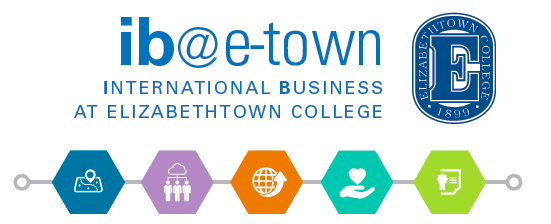 ib@e-town
INTERNATIONAL BUSINESS
AT ELIZABETHTOWN COLLEGE
ELIZABETHTOWN COLLEGE
E
· 1899 ·